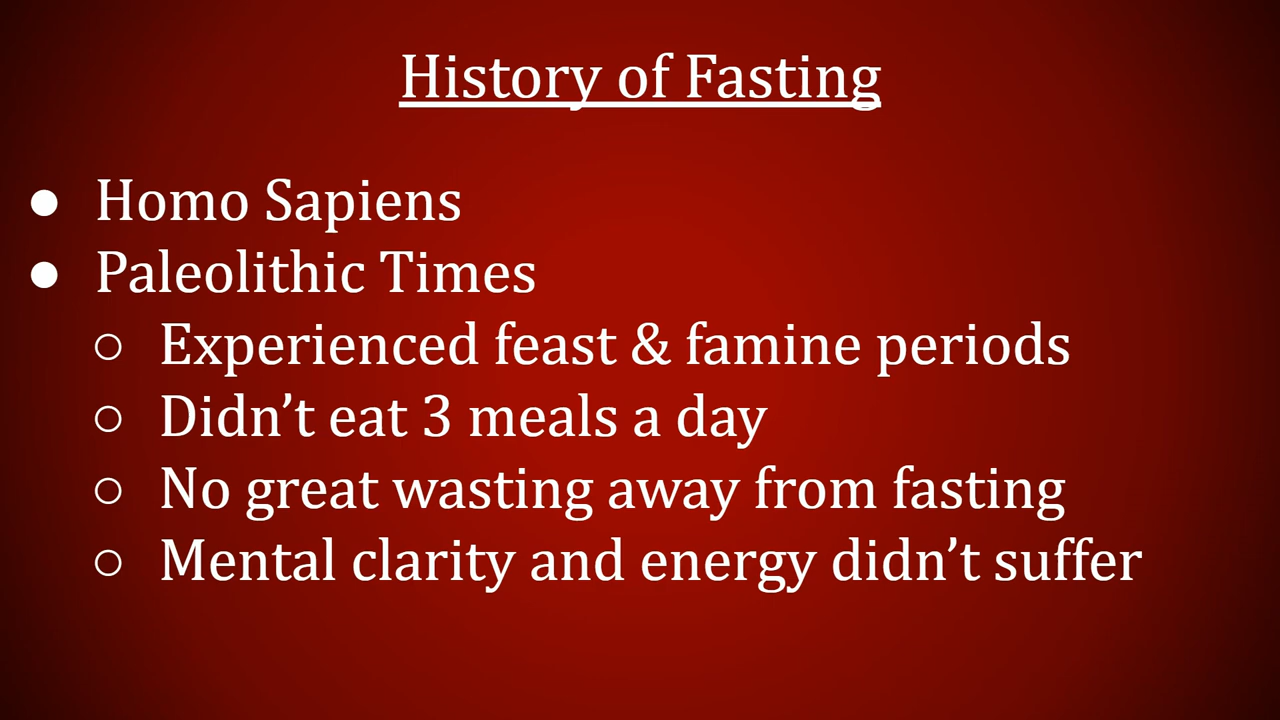 History of Fasting
● Homo Sapiens
● Paleolithic Times
○ Experienced feast & famine periods
○ Didn’t eat 3 meals a day
○ No great wasting away from fasting
○ Mental clarity and energy didn’t suffer